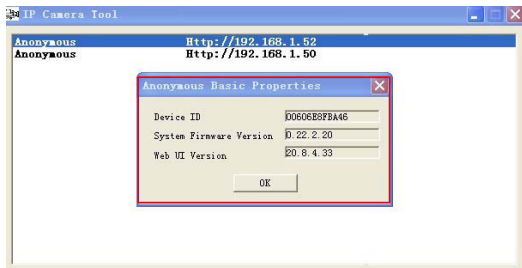 IP Camera Tool
Anonymous Http://192.168.1.52
Anonymous Http://192.168.1.50
Anonymous Basic Properties
Device ID 00606E8FBA46
System Firmware Version 0.22.2.20
Web UI Version 20.8.4.33
OK